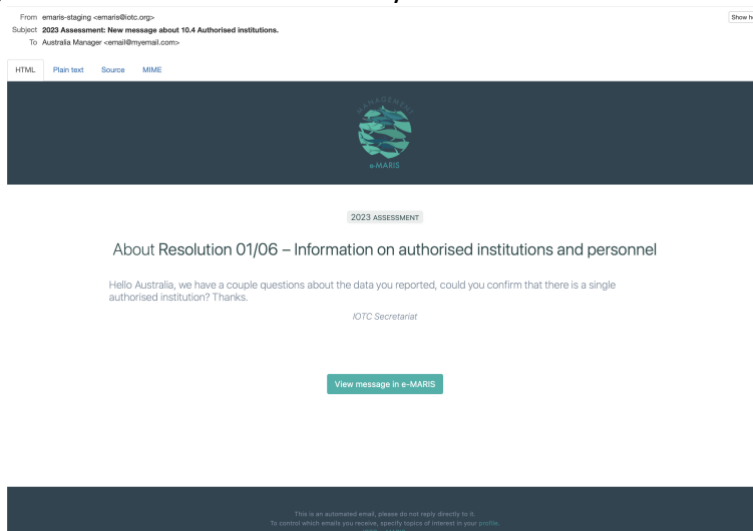 From emaris-staging <emaris@iotc.org>
Show h
Subject 2023 Assessment: New message about 10.4 Authorised institutions.
To Australia Manager <email@myemail.com>
HTML Plain text Source MIME
MANAGEMENT
e-MARIS
2023 ASSESSMENT
About Resolution 01/06 – Information on authorised institutions and personnel
Hello Australia, we have a couple questions about the data you reported, could you confirm that there is a single
authorised institution? Thanks.
IOTC Secretariat
View message in e-MARIS
This is an automated email, please do not reply directly to it.
To control which emails you receive, specify topics of interest in your profile.